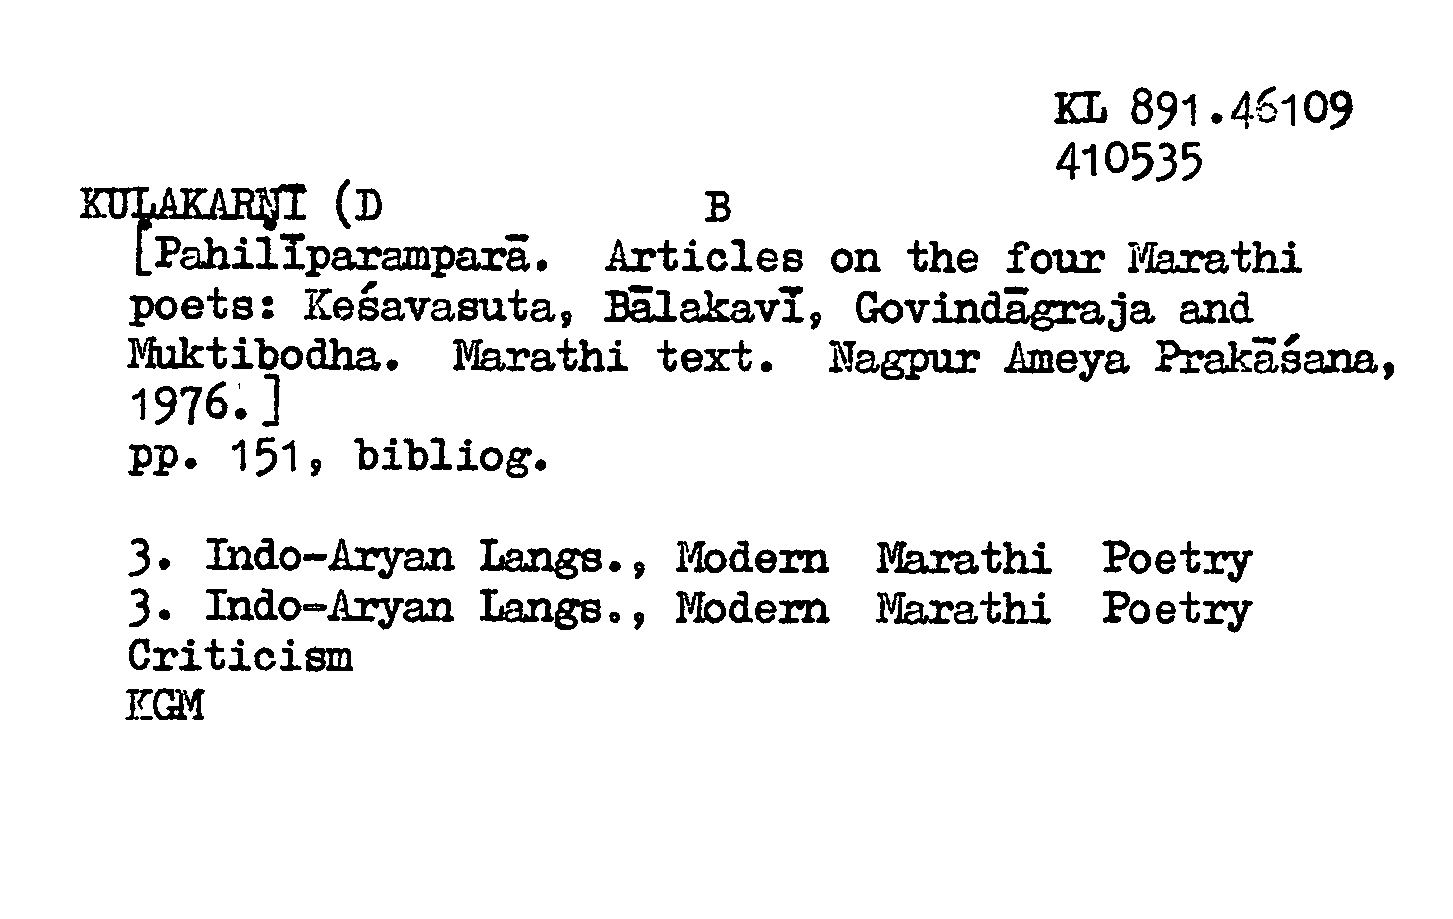 KL 891.46109
410535
KUḶAKARṆĪ (D B
[Pahilīparamparā. Articles on the four Marathi
poets: Keśavasuta, Bālakavī, Govindāgraja and
Muktibodha. Marathi text. Nagpur Ameya Prakāśana,
1976.]
pp. 151, bibliog.
3. Indo-Aryan Langs., Modern Marathi Poetry
3. Indo-Aryan Langs., Modern Marathi Poetry
Criticism
KGM